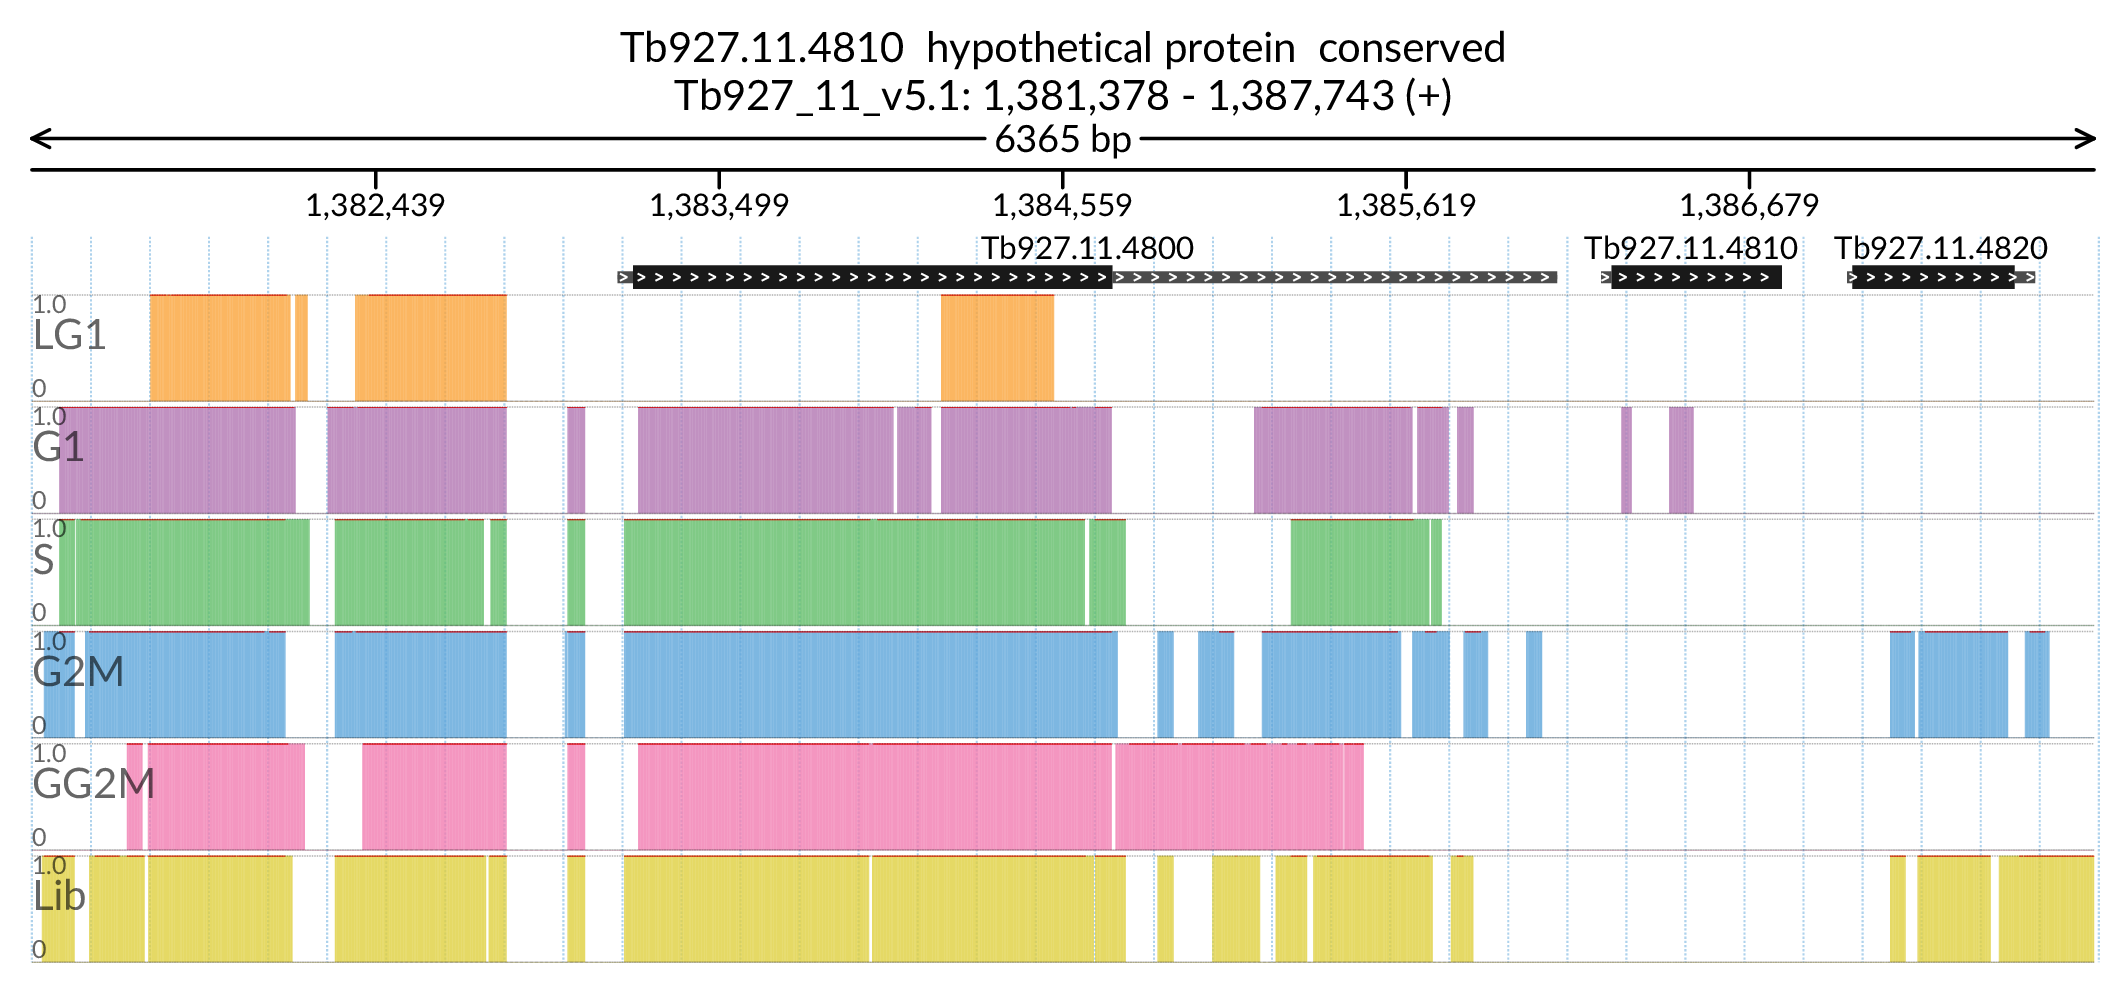 Tb927.11.4810 hypothetical protein conserved
Tb927_11_v5.1: 1,381,378 - 1,387,743 (+)
6365 bp
1,382,439 1,383,499 1,384,559 1,385,619 1,386,679
Tb927.11.4800 Tb927.11.4810 Tb927.11.4820
1.0
LG1
0
1.0
G1
0
1.0
S
0
1.0
G2M
0
1.0
GG2M
0
1.0
Lib
0